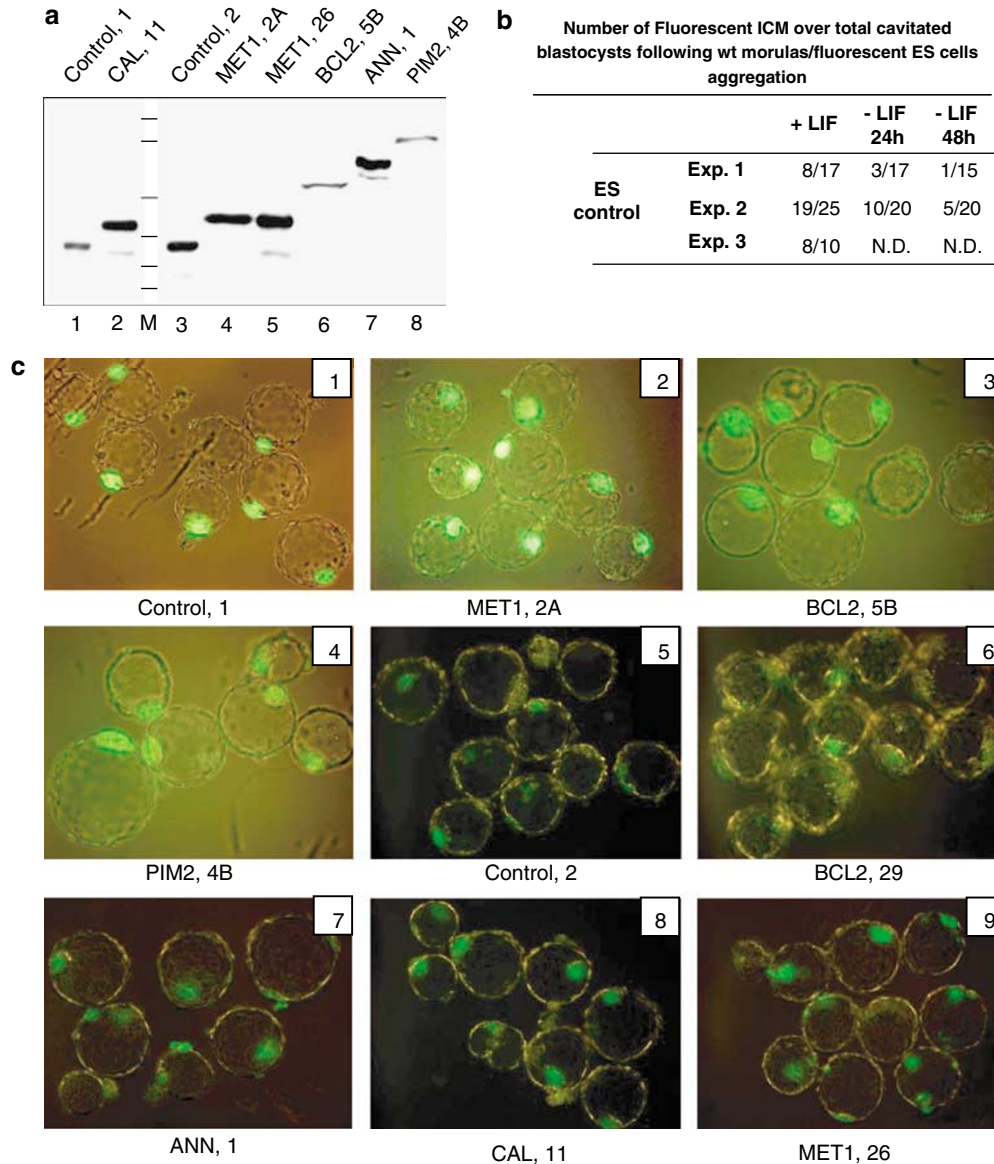 a
Control, 1
CAL, 11
Control, 2
MET1, 2A
MET1, 26
BCL2, 5B
ANN, 1
PIM2, 4B
1 2 M 3 4 5 6 7 8
b
Number of Fluorescent ICM over total cavitated
blastocysts following wt morulas/fluorescent ES cells
aggregation
+ LIF - LIF 24h - LIF 48h
ES control
Exp. 1 8/17 3/17 1/15
Exp. 2 19/25 10/20 5/20
Exp. 3 8/10 N.D. N.D.
c
1
2
3
Control, 1
MET1, 2A
BCL2, 5B
4
5
6
PIM2, 4B
Control, 2
BCL2, 29
7
8
9
ANN, 1
CAL, 11
MET1, 26